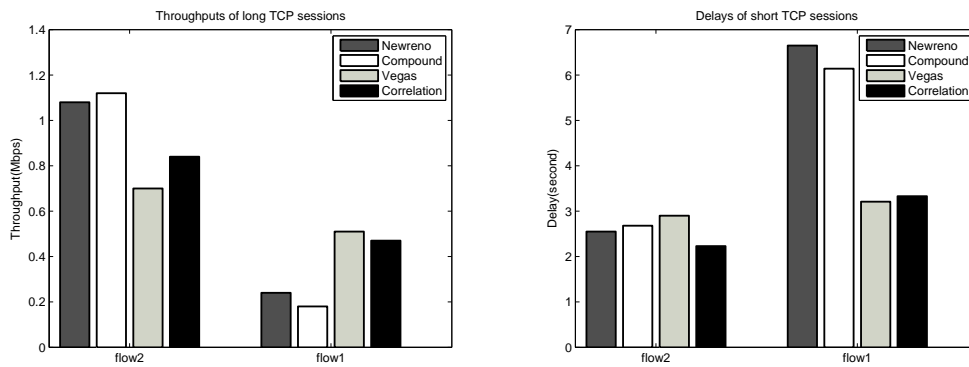 Throughputs of long TCP sessions
1.4
1.2
1
0.8
0.6
0.4
0.2
0
Throughput(Mbps)
flow2
flow1
Newreno
Compound
Vegas
Correlation
Delays of short TCP sessions
7
6
5
4
3
2
1
0
Delay(second)
flow2
flow1
Newreno
Compound
Vegas
Correlation